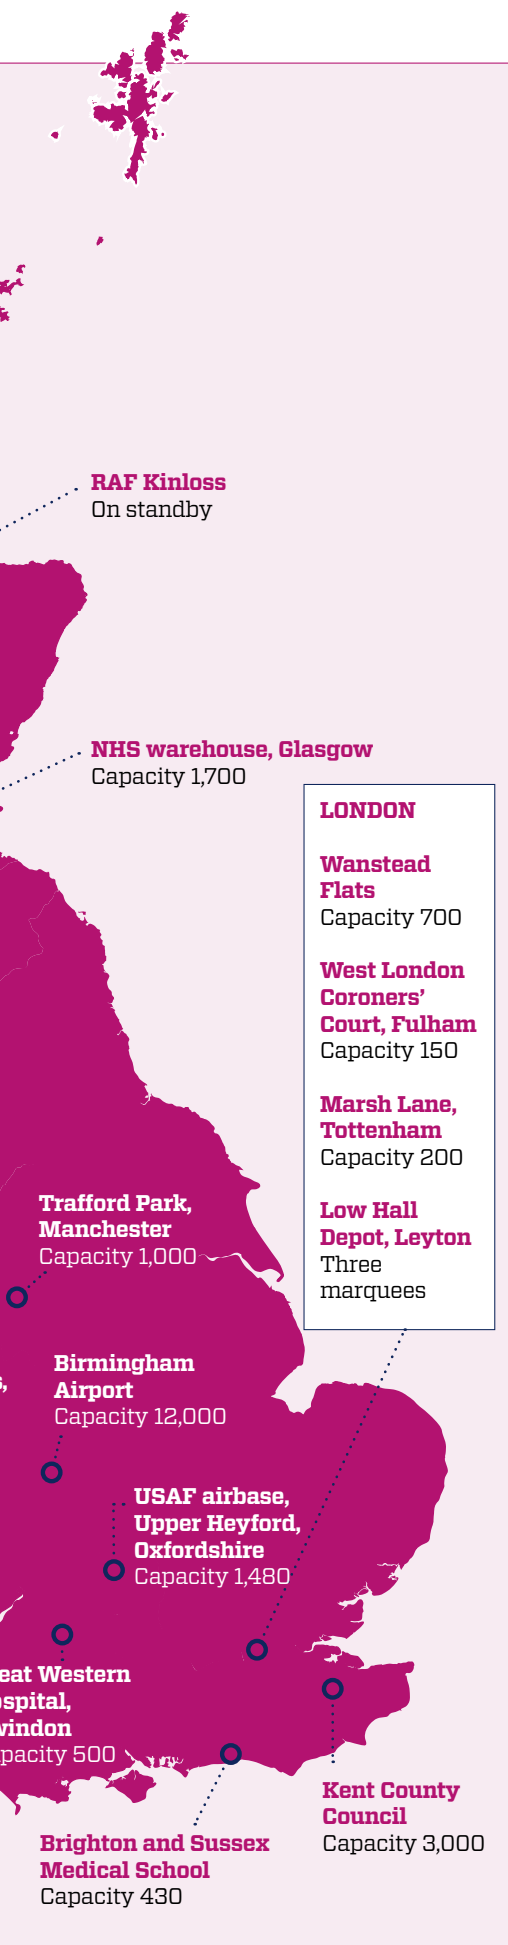 RAF Kinloss
On standby
NHS warehouse, Glasgow
Capacity 1,700
LONDON
Wanstead
Flats
Capacity 700
West London
Coroners’
Court, Fulham
Capacity 150
Marsh Lane,
Tottenham
Capacity 200
Low Hall
Depot, Leyton
Three
marquees
Trafford Park,
Manchester
Capacity 1,000
Birmingham
Airport
Capacity 12,000
USAF airbase,
Upper Heyford,
Oxfordshire
Capacity 1,480
eat Western
ospital,
windon
pacity 500
Kent County
Council
Capacity 3,000
Brighton and Sussex
Medical School
Capacity 430